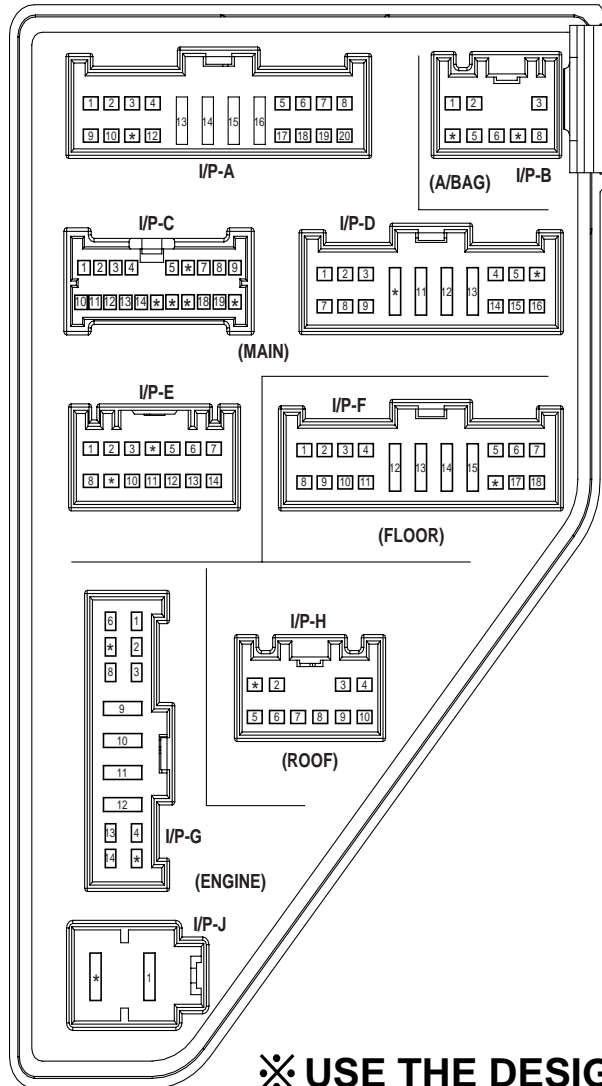 1 2 3 4 5 6 7 8
13 14 15 16
9 10 * 12 17 18 19 20
I/P-A
1 2 3
* 5 6 * 8
(A/BAG) I/P-B
I/P-C
1 2 3 4 5 * 7 8 9
10 11 12 13 14 * * * 18 19 *
I/P-D
1 2 3 4 5 *
* 11 12 13
7 8 9 14 15 16
(MAIN)
I/P-E
1 2 3 * 5 6 7
8 * 10 11 12 13 14
I/P-F
1 2 3 4 5 6 7
12 13 14 15
8 9 10 11 * 17 18
(FLOOR)
6 1
* 2
8 3
9
10
11
12
13 4
14 *
I/P-G
(ENGINE)
I/P-H
* 2 3 4
5 6 7 8 9 10
(ROOF)
I/P-J
* 1
※ USE THE DESIG